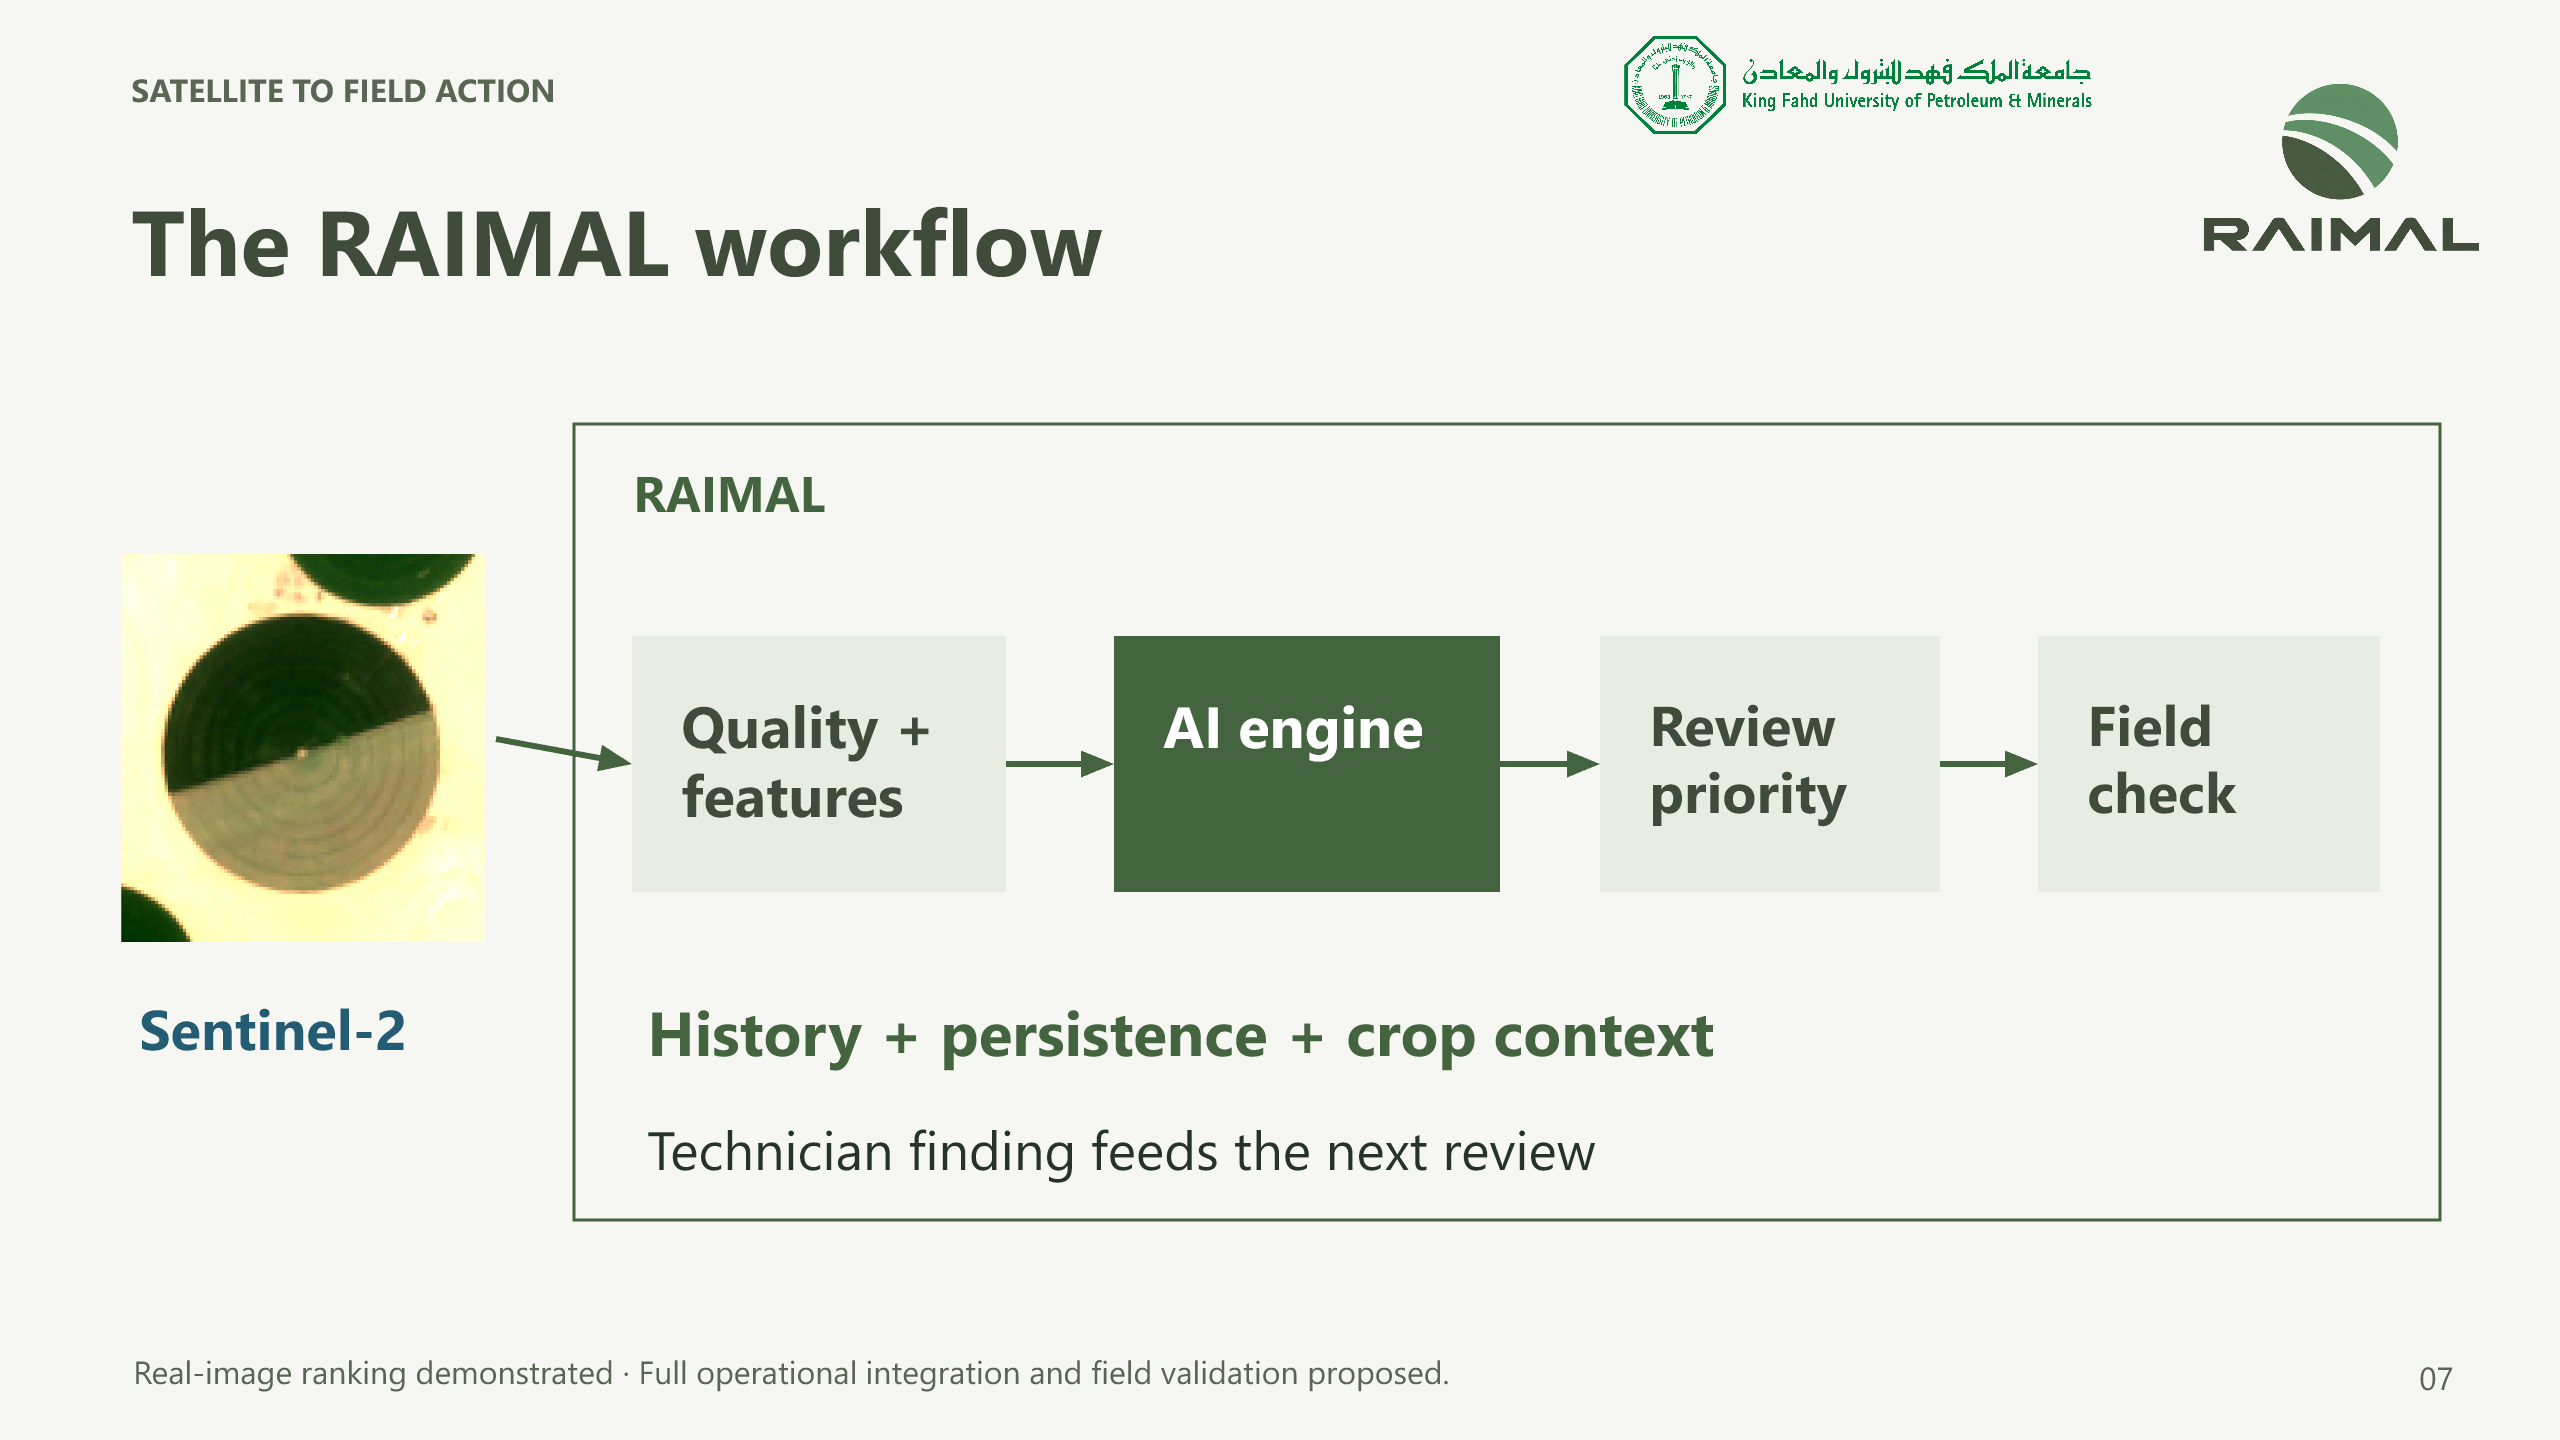 SATELLITE TO FIELD ACTION
جامعة الملك فهد للبترول والمعادن
King Fahd University of Petroleum & Minerals
RAIMAL
The RAIMAL workflow
RAIMAL
Quality +
features
AI engine
Review
priority
Field
check
Sentinel-2
History + persistence + crop context
Technician finding feeds the next review
Real-image ranking demonstrated · Full operational integration and field validation proposed.
07